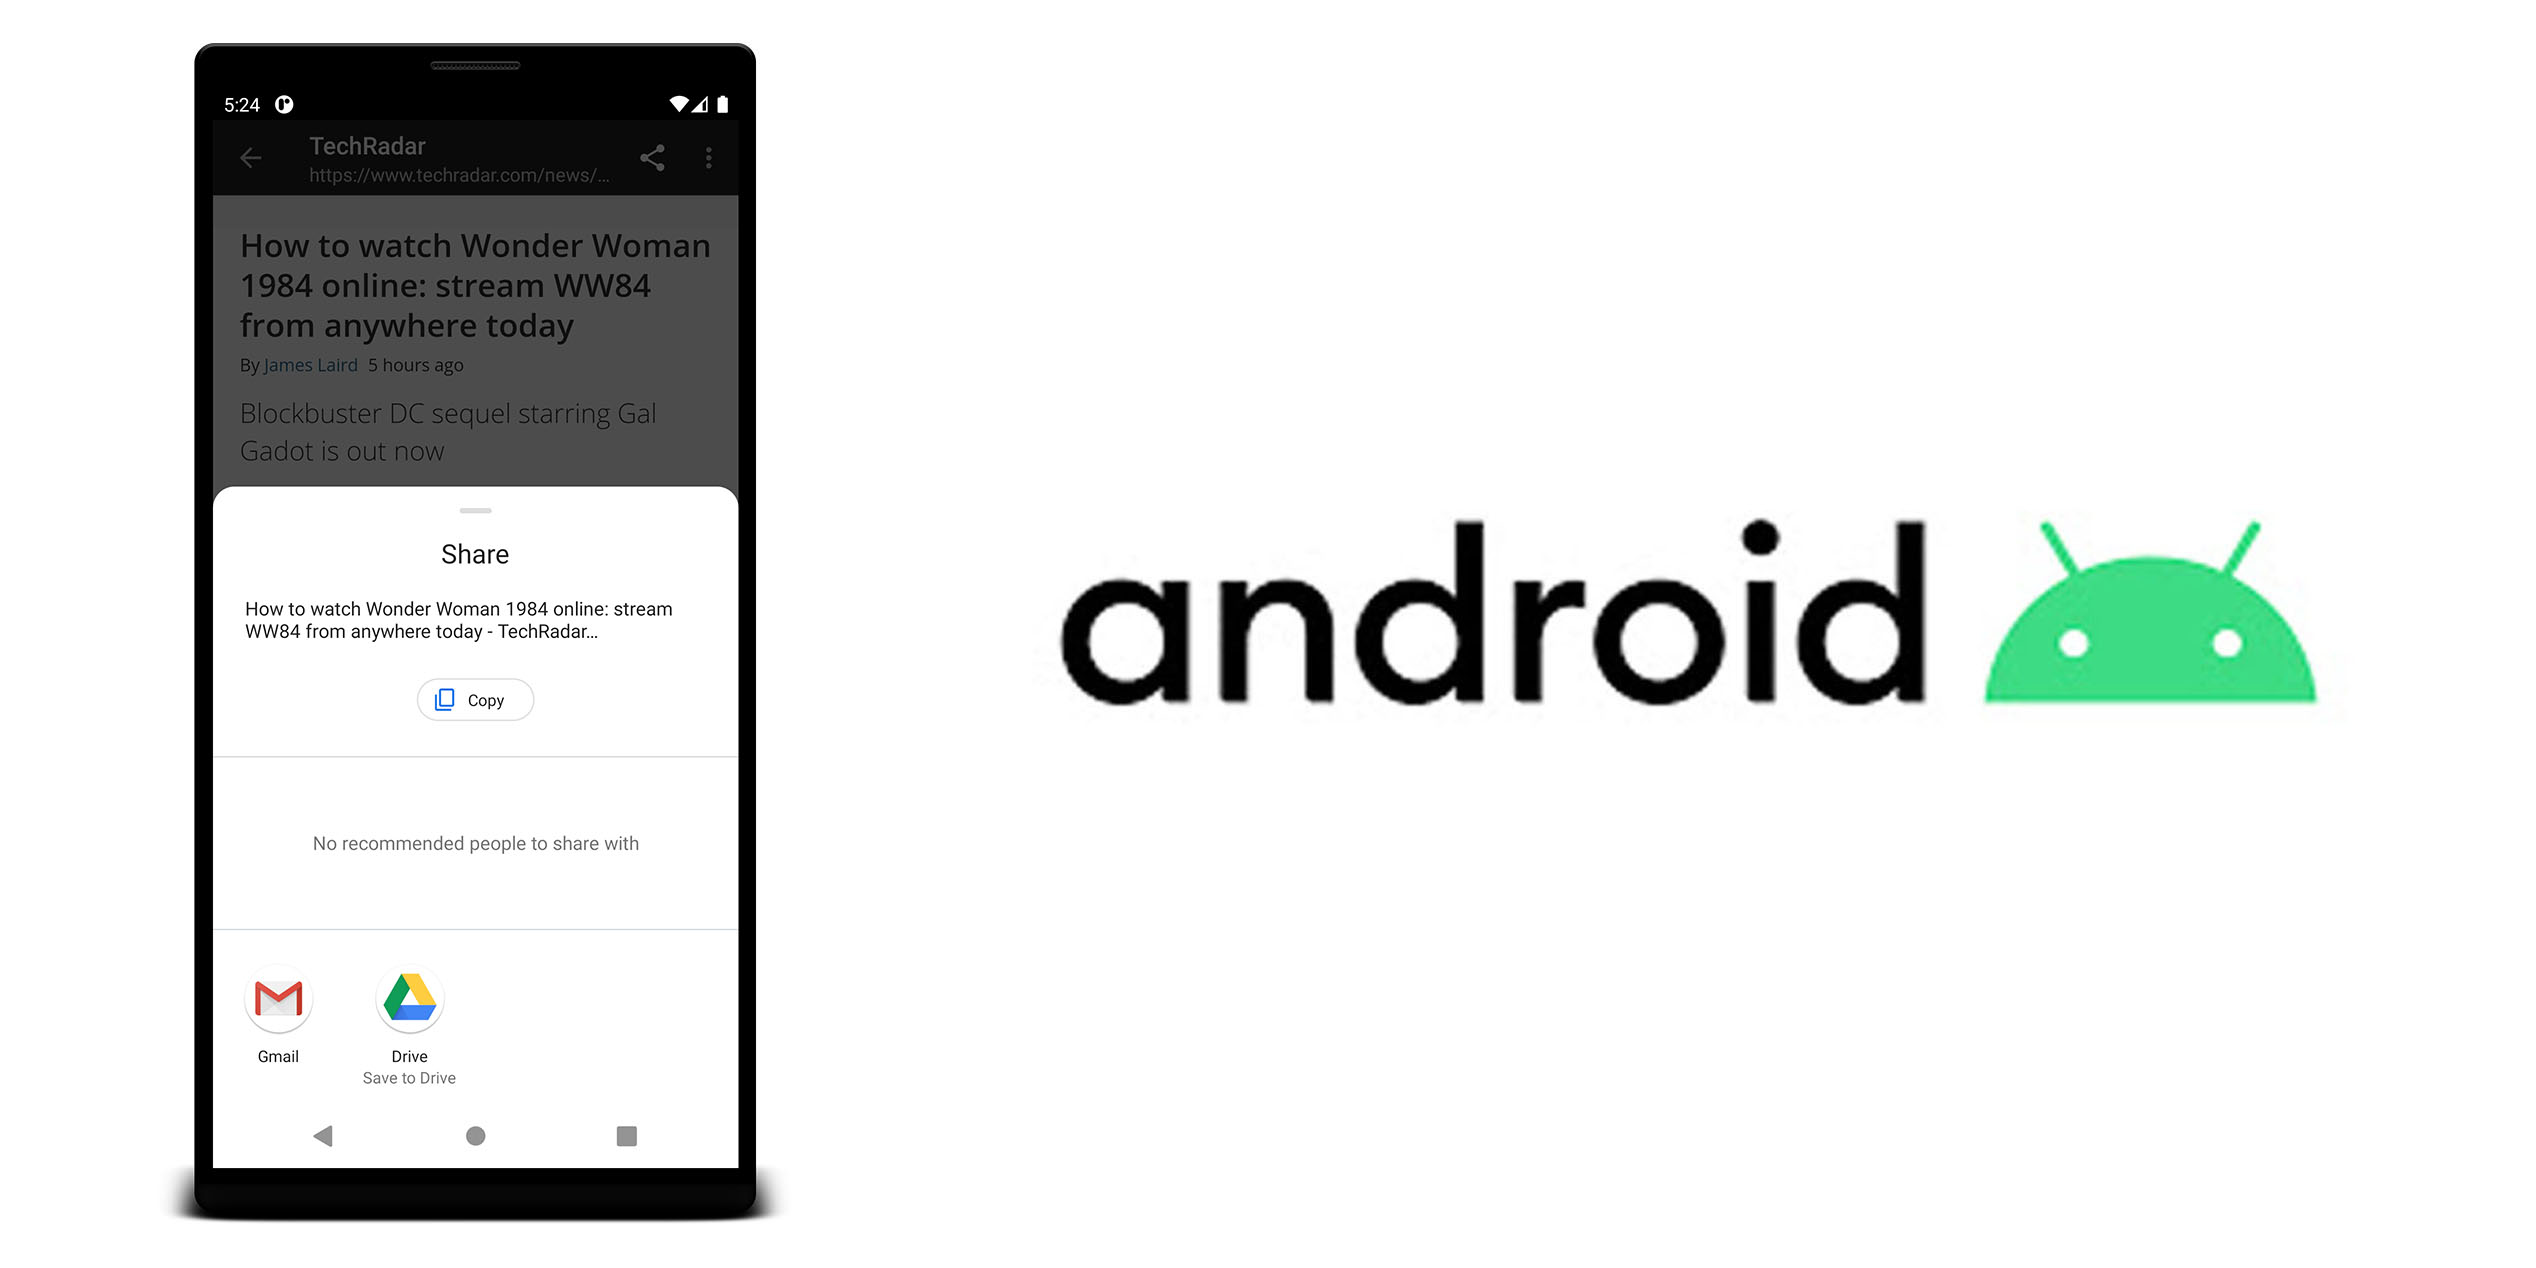 5:24
TechRadar
https://www.techradar.com/news/...
How to watch Wonder Woman
1984 online: stream WW84
from anywhere today
By James Laird 5 hours ago
Blockbuster DC sequel starring Gal
Gadot is out now
Share
How to watch Wonder Woman 1984 online: stream
WW84 from anywhere today - TechRadar...
Copy
No recommended people to share with
Gmail
Drive
Save to Drive
android